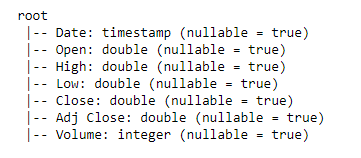 root
|-- Date: timestamp (nullable = true)
|-- Open: double (nullable = true)
|-- High: double (nullable = true)
|-- Low: double (nullable = true)
|-- Close: double (nullable = true)
|-- Adj Close: double (nullable = true)
|-- Volume: integer (nullable = true)